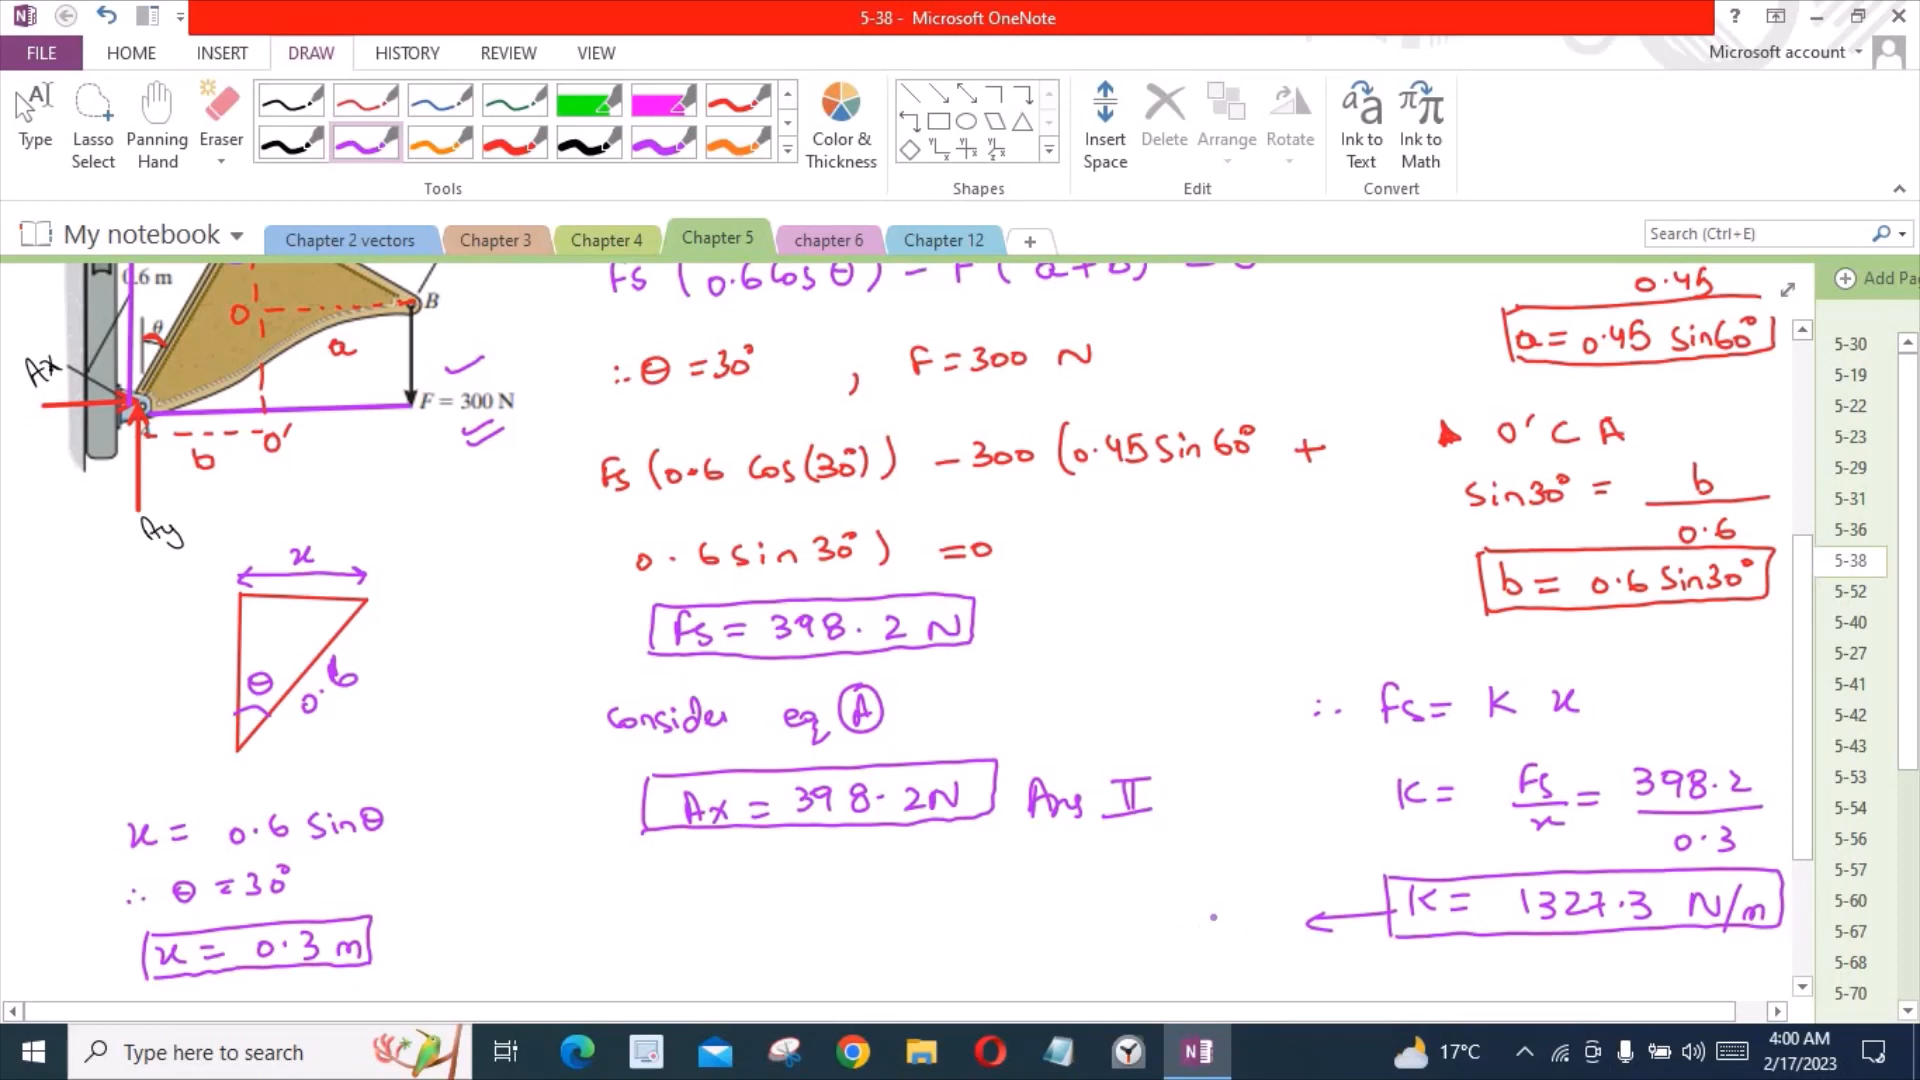 5-38 - Microsoft OneNote
?
FILE
HOME
INSERT
DRAW
HISTORY
REVIEW
VIEW
Microsoft account
Type
Lasso Select
Panning Hand
Eraser
Color & Thickness
Insert Space
Delete
Arrange
Rotate
Ink to Text
Ink to Math
Tools
Shapes
Edit
Convert
My notebook
Chapter 2 vectors
Chapter 3
Chapter 4
Chapter 5
chapter 6
Chapter 12
Search (Ctrl+E)
Add Pag
0.6 m
θ
O
a
B
F = 300 N
Ax
b
O'
Ay
x
θ
0.6
x = 0.6 sinθ
∴ θ = 30°
x = 0.3 m
Fs (0.6 cos θ) - F (a+b) = 0
∴ θ = 30° , F = 300 N
Fs (0.6 cos(30°)) - 300 (0.45 sin 60° +
0.6 sin 30°) = 0
Fs = 398.2 N
consider eq A
Ax = 398.2 N Ans II
0.45
a = 0.45 sin60°
O' C A
sin30° = b / 0.6
b = 0.6 sin30°
∴ Fs = K x
K = Fs / x = 398.2 / 0.3
K = 1327.3 N/m
5-30
5-19
5-22
5-23
5-29
5-31
5-36
5-38
5-52
5-40
5-27
5-41
5-42
5-43
5-53
5-54
5-56
5-57
5-60
5-67
5-68
5-70
Type here to search
17°C
4:00 AM
2/17/2023